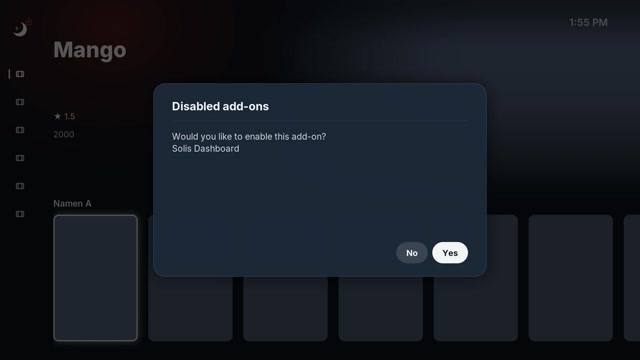 1:55 PM
Mango
★ 1.5
2000
Disabled add-ons
Would you like to enable this add-on?
Solis Dashboard
No
Yes
Namen A